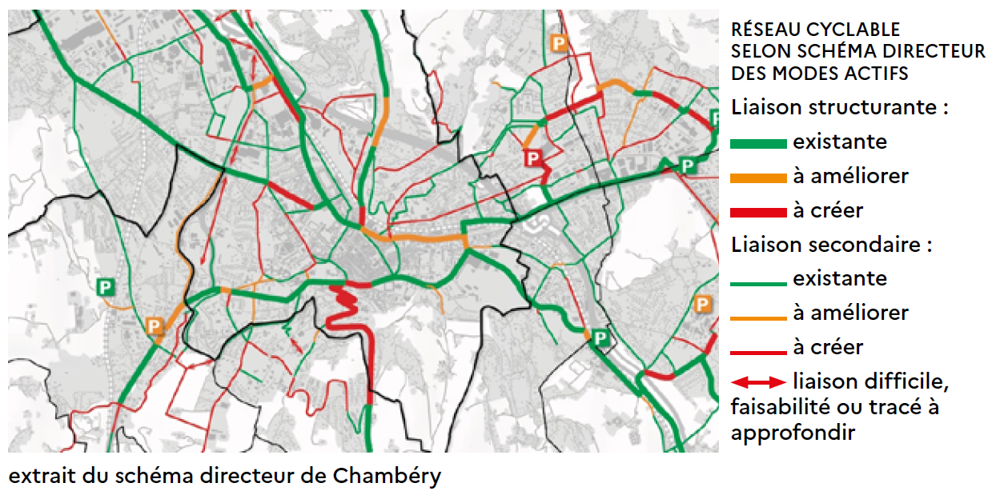 P
P
P
P
P
P
P
P
RÉSEAU CYCLABLE
SELON SCHÉMA DIRECTEUR
DES MODES ACTIFS
Liaison structurante :
existante
à améliorer
à créer
Liaison secondaire :
existante
à améliorer
à créer
liaison difficile,
faisabilité ou tracé à
approfondir
extrait du schéma directeur de Chambéry